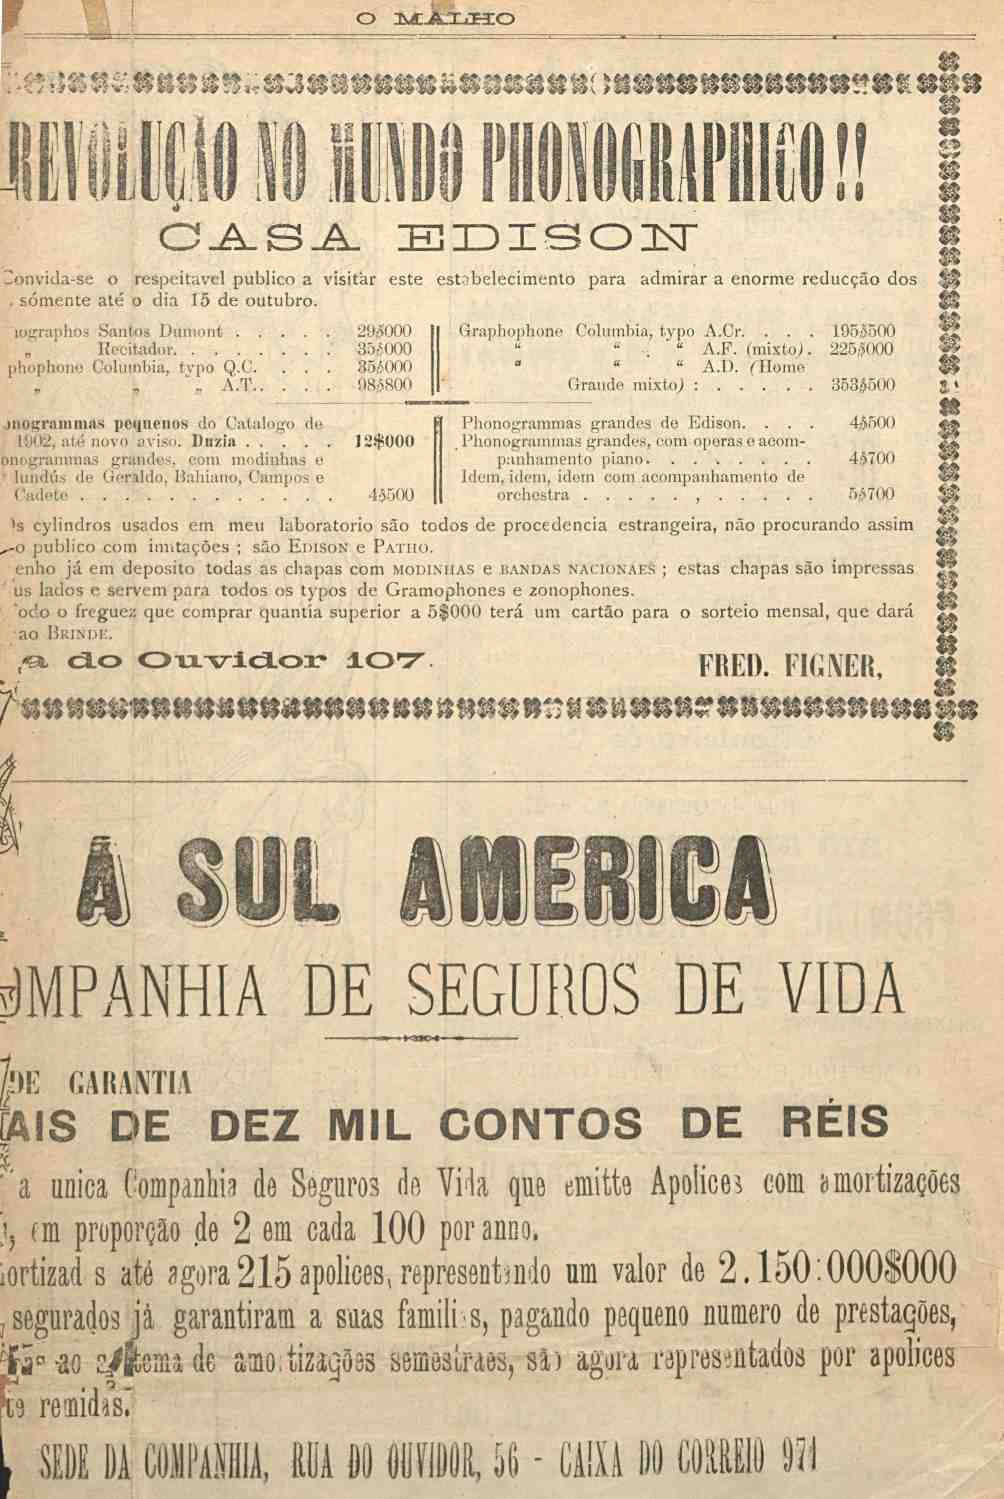 O MALHO
REVOLUÇÃO NO MUNDO PHONOGRAPHICO!!
CASA EDISON
Convida-se o respeitavel publico a visitar este estabelecimento para admirar a enorme reducção dos
, sómente até o dia 15 de outubro.
nographos Santos Dumont . . . . . 29$000
„ Recitador. . . . . . . . 35$000
phophone Columbia, typo Q.C. . . . 35$000
„ „ „ A.T. . . . . 98$800
Graphophone Columbia, typo A.Cr. . . . 195$500
“ “ “ A.F. (mixto). 225$000
“ “ “ A.D. (Home
Grande mixto) : . . . . . 353$500
onogrammas pequenos do Catalogo de
1902, até novo aviso. Duzia . . . . . 12$000
onogrammas grandes, com modinhas e
lundús de Geraldo, Bahiano, Campos e
Cadete . . . . . . . . . . . . 4$500
Phonogrammas grandes de Edison. . . . 4$500
Phonogrammas grandes, com operas e acom-
panhamento piano. . . . . . . . 4$700
Idem, idem, idem com acompanhamento de
orchestra . . . . . , . . . . . 5$700
s cylindros usados em meu laboratorio são todos de procedencia estrangeira, não procurando assim
o publico com imitações ; são EDISON e PATHO.
enho já em deposito todas as chapas com MODINHAS e BANDAS NACIONAES ; estas chapas são impressas
us lados e servem para todos os typos de Gramophones e zonophones.
odo o freguez que comprar quantia superior a 5$000 terá um cartão para o sorteio mensal, que dará
ao BRINDE.
a do Ouvidor 107.
FRED. FIGNER,
A SUL AMERICA
OMPANHIA DE SEGUROS DE VIDA
DE GARANTIA
AIS DE DEZ MIL CONTOS DE RÉIS
a unica Companhia de Seguros de Vida que emitte Apolices com amortizações
, em proporção de 2 em cada 100 por anno.
ortizad s até agora 215 apolices, representando um valor de 2.150:000$000
segurados já garantiram a suas familias, pagando pequeno numero de prestações,
ao systema de amortizações semestraes, são agora representados por apolices
te remidas.
SEDE DA COMPANHIA, RUA DO OUVIDOR, 56 - CAIXA DO CORREIO 971